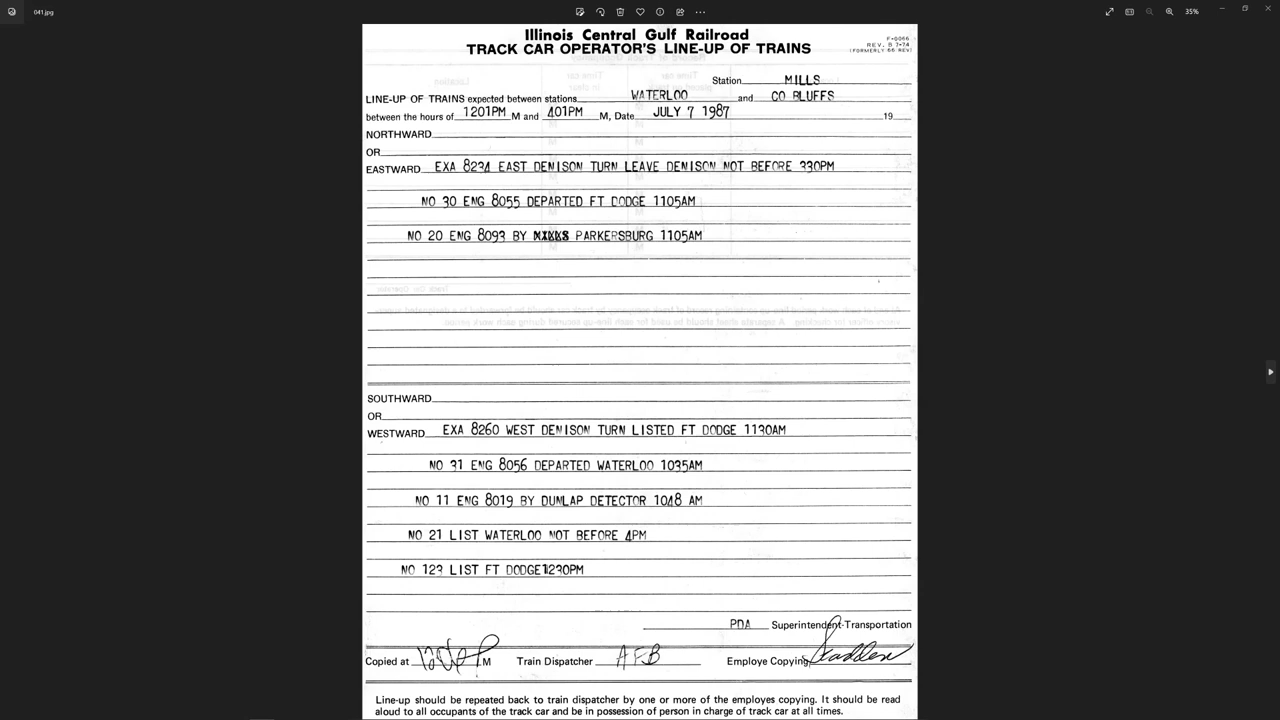 041.jpg
35%
Illinois Central Gulf Railroad
TRACK CAR OPERATOR'S LINE-UP OF TRAINS
F-0066
REV. B 3-74
(FORMERLY 66 REV)
Station MILLS
LINE-UP OF TRAINS expected between stations WATERLOO and CO BLUFFS
between the hours of 1201PM M and 401PM M, Date JULY 7 1987 19
NORTHWARD
OR
EASTWARD EXA 8234 EAST DENISON TURN LEAVE DENISON NOT BEFORE 330PM
NO 30 ENG 8055 DEPARTED FT DODGE 1105AM
NO 20 ENG 8093 BY PARKERSBURG 1105AM
SOUTHWARD
OR
WESTWARD EXA 8260 WEST DENISON TURN LISTED FT DODGE 1130AM
NO 31 ENG 8056 DEPARTED WATERLOO 1035AM
NO 11 ENG 8019 BY DUNLAP DETECTOR 1048 AM
NO 21 LIST WATERLOO NOT BEFORE 4PM
NO 123 LIST FT DODGE1230PM
PDA Superintendent-Transportation
Copied at M Train Dispatcher AFB Employe Copying
Line-up should be repeated back to train dispatcher by one or more of the employes copying. It should be read
aloud to all occupants of the track car and be in possession of person in charge of track car at all times.